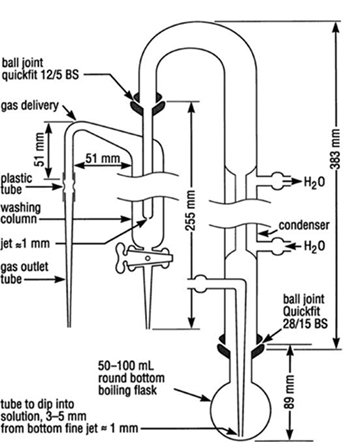 ball joint
quickfit 12/5 BS
gas delivery
51 mm
51 mm
plastic
tube
washing
column
jet ≈1 mm
gas outlet
tube
255 mm
383 mm
H₂O
condenser
H₂O
ball joint
Quickfit
28/15 BS
50–100 mL
round bottom
boiling flask
89 mm
tube to dip into
solution, 3–5 mm
from bottom fine jet ≈ 1 mm